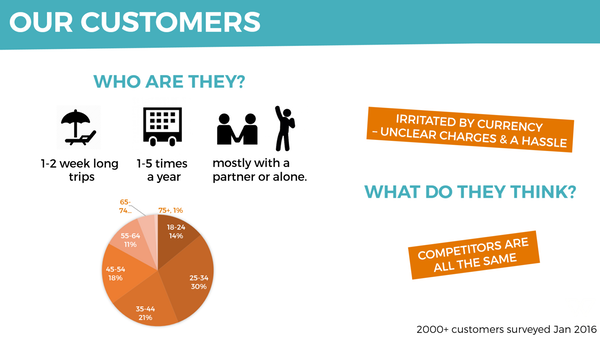 OUR CUSTOMERS
WHO ARE THEY?
1-2 week long
trips
1-5 times
a year
mostly with a
partner or alone.
65-
74...
75+, 1%
18-24
14%
55-64
11%
25-34
30%
45-54
18%
35-44
21%
IRRITATED BY CURRENCY
– UNCLEAR CHARGES & A HASSLE
WHAT DO THEY THINK?
COMPETITORS ARE
ALL THE SAME
2000+ customers surveyed Jan 2016